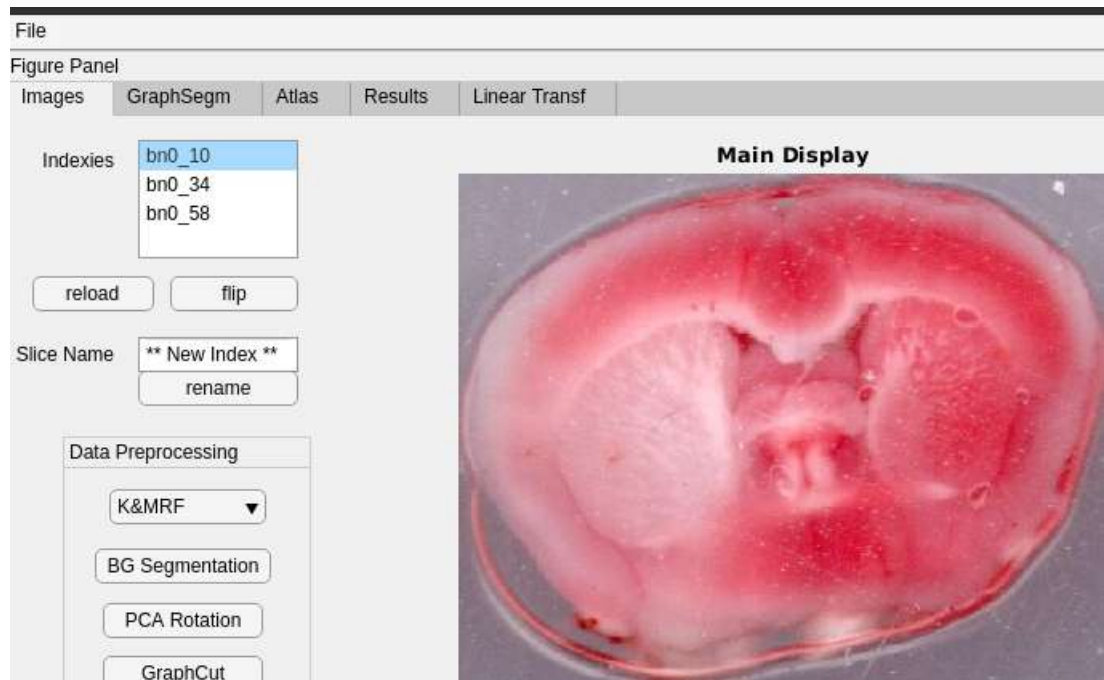 File
Figure Panel
Images GraphSegm Atlas Results Linear Transf
Indexies
bn0_10
bn0_34
bn0_58
Main Display
reload flip
Slice Name ** New Index **
rename
Data Preprocessing
K&MRF
BG Segmentation
PCA Rotation
GraphCut